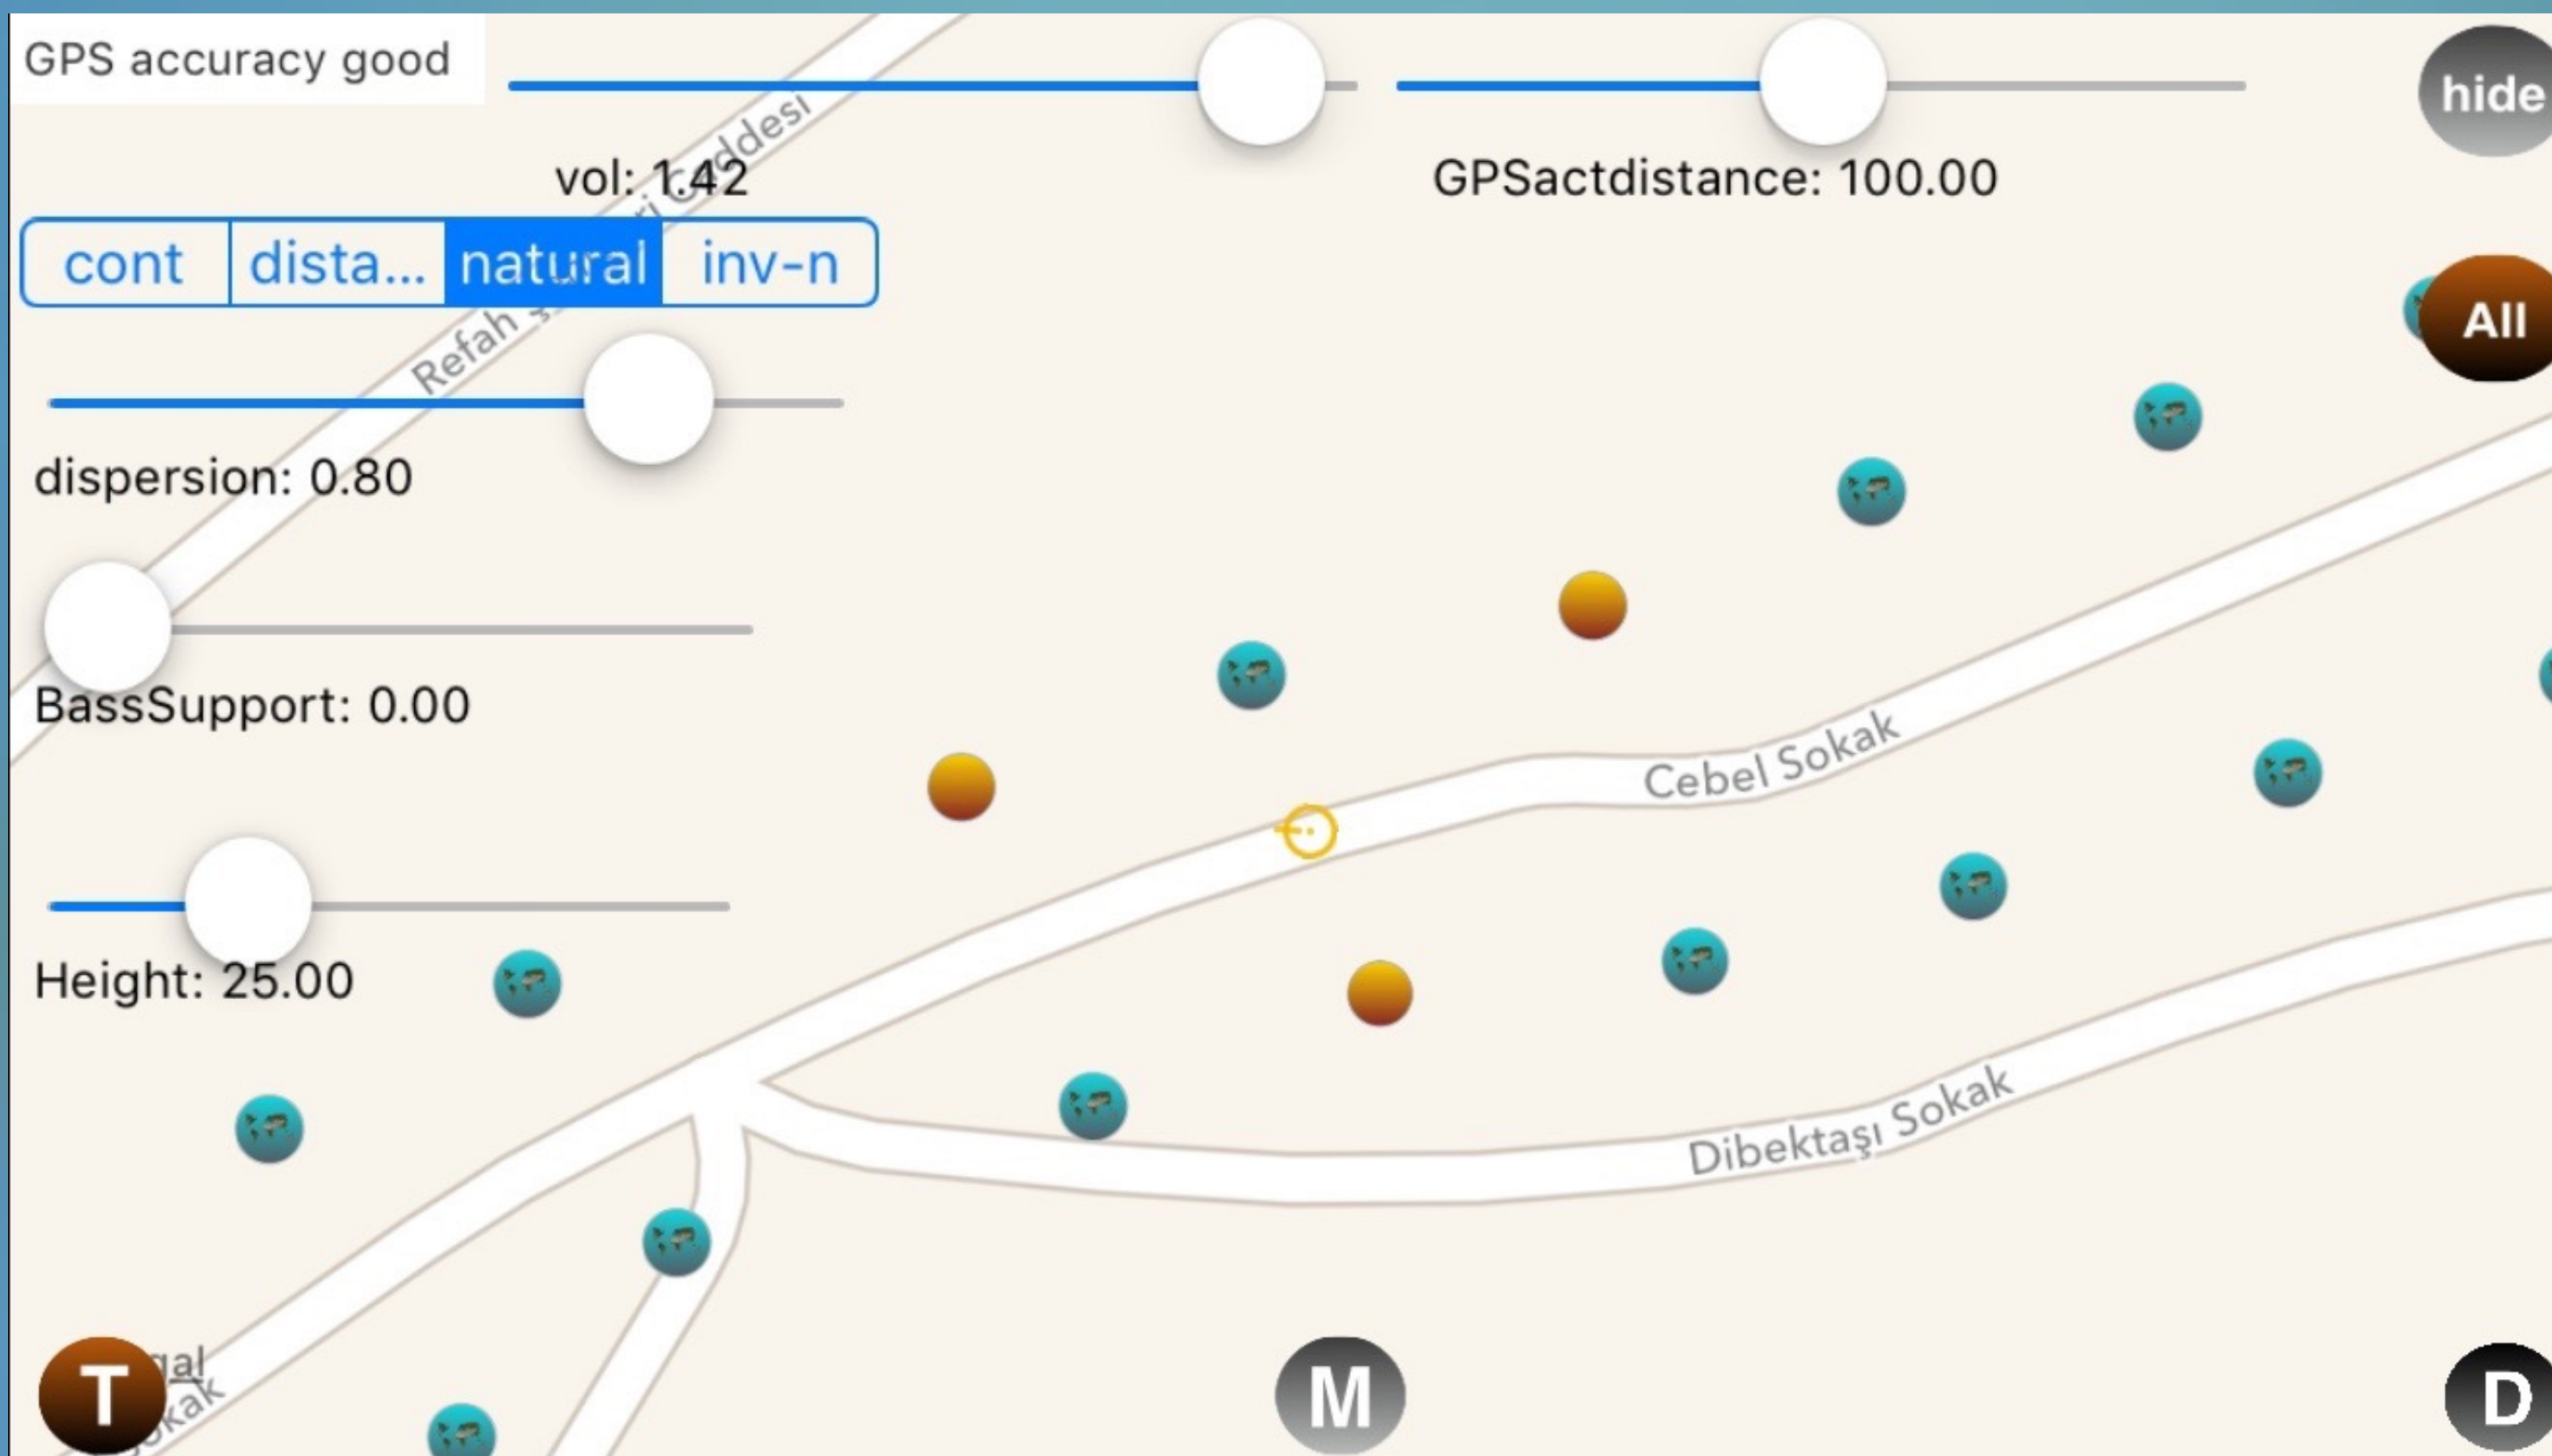 GPS accuracy good
hide
vol: 1.42
GPSactdistance: 100.00
cont
dista...
natural
inv-n
All
Refah
dispersion: 0.80
BassSupport: 0.00
Cebel Sokak
Height: 25.00
Dibektaşı Sokak
T
M
D